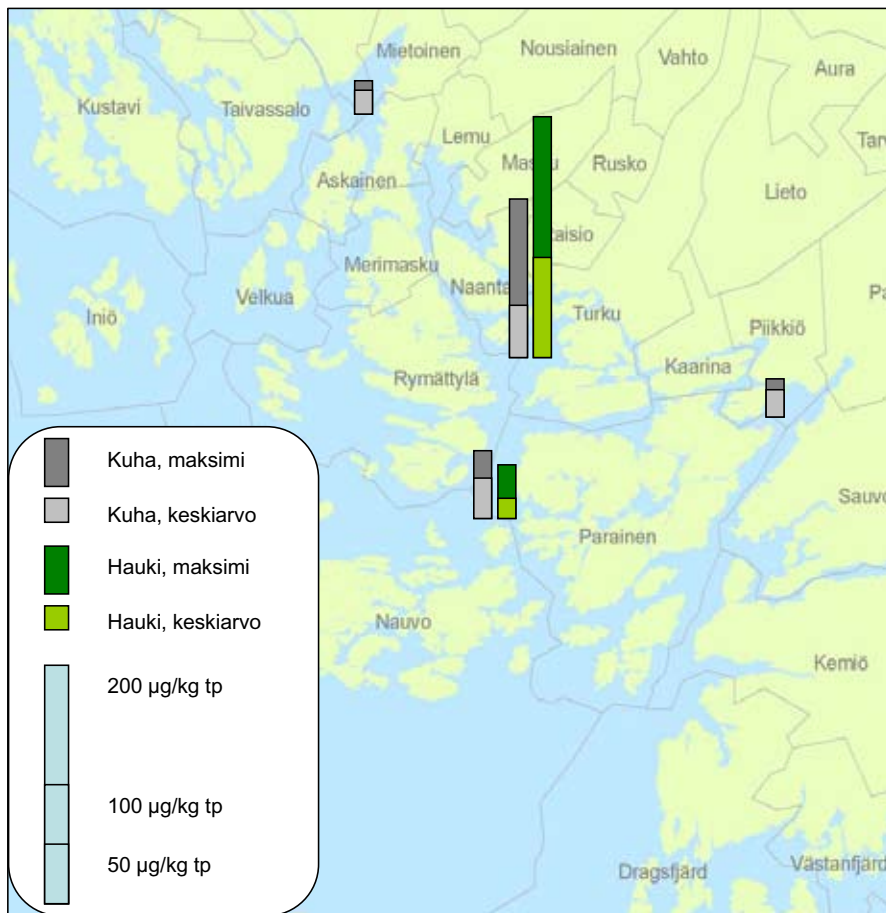 Mietoinen
Nousiainen
Vahto
Aura
Kustavi
Taivassalo
Lemu
Rusko
Lieto
Askainen
Merimasku
Velkua
Iniö
Turku
Piikkiö
Kaarina
Rymättylä
Parainen
Nauvo
Kemiö
Dragsfjärd
Västanfjärd
Kuha, maksimi
Kuha, keskiarvo
Hauki, maksimi
Hauki, keskiarvo
200 µg/kg tp
100 µg/kg tp
50 µg/kg tp